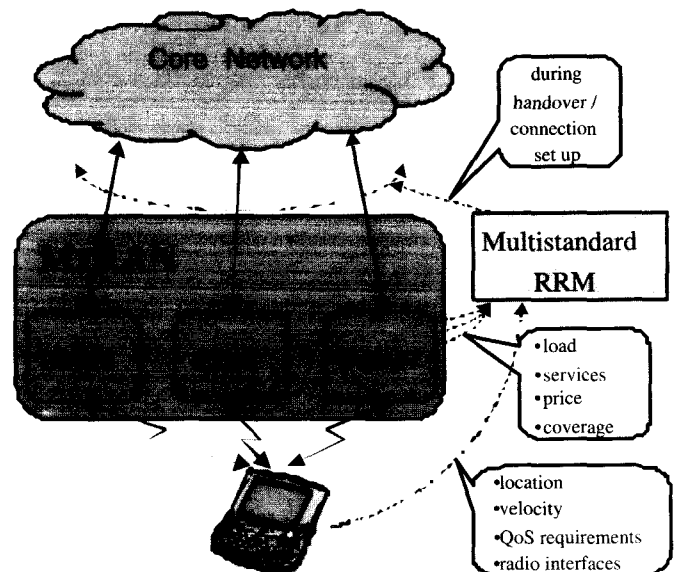 Core Network
during
handover /
connection
set up
Multistandard
RRM
•load
•services
•price
•coverage
•location
•velocity
•QoS requirements
•radio interfaces